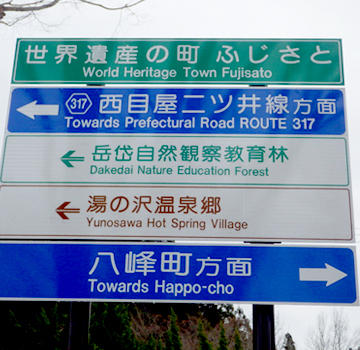 世界遺産の町 ふじさと
World Heritage Town Fujisato
317 西目屋二ツ井線方面
Towards Prefectural Road ROUTE 317
岳岱自然観察教育林
Dakedai Nature Education Forest
湯の沢温泉郷
Yunosawa Hot Spring Village
八峰町方面
Towards Happo-cho